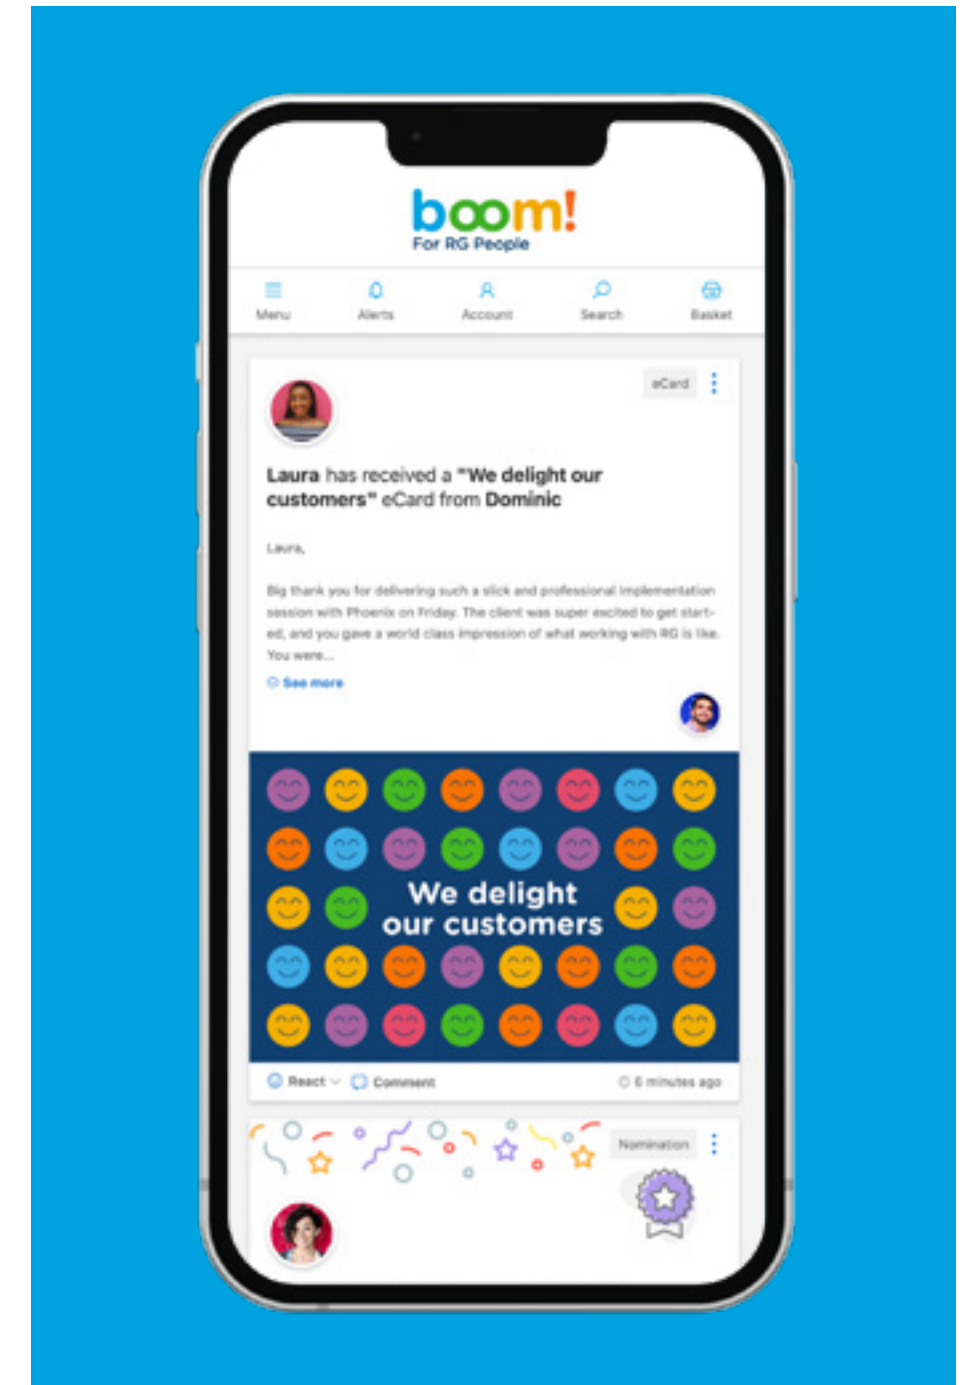 boom!
For RG People
Menu Alerts Account Search Basket
eCard
Laura has received a "We delight our
customers" eCard from Dominic
Laura,
Big thank you for delivering such a slick and professional Implementation
session with Phoenix on Friday. The client was super excited to get start-
ed, and you gave a world class impression of what working with RG is like.
You were...
See more
We delight
our customers
React Comment 6 minutes ago
Nomination